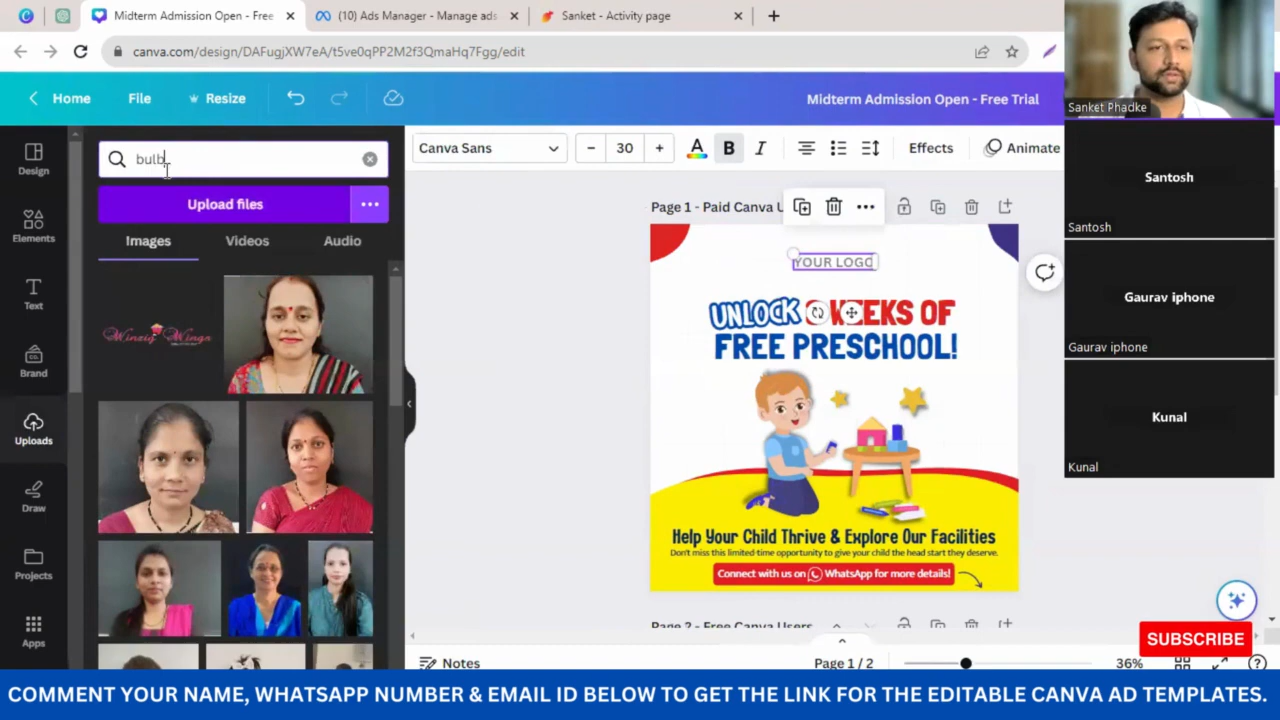 Midterm Admission Open - Free
(10) Ads Manager - Manage ads
Sanket - Activity page
canva.com/design/DAFugjXW7eA/t5ve0qPP2M2f3QmaHq7Fgg/edit
Home
File
Resize
Midterm Admission Open - Free Trial
Sanket Phadke
Design
Elements
Text
Brand
Uploads
Draw
Projects
Apps
bulb
Upload files
Images
Videos
Audio
Winzig Wings
Canva Sans
30
A
B
I
Effects
Animate
Page 1 - Paid Canva U
YOUR LOGO
UNLOCK
WEEKS OF
FREE PRESCHOOL!
Help Your Child Thrive & Explore Our Facilities
Don't miss this limited-time opportunity to give your child the head start they deserve.
Connect with us on WhatsApp for more details!
Page 2 - Free Canva Users
Notes
Page 1 / 2
36%
Santosh
Santosh
Gaurav iphone
Gaurav iphone
Kunal
Kunal
SUBSCRIBE
COMMENT YOUR NAME, WHATSAPP NUMBER & EMAIL ID BELOW TO GET THE LINK FOR THE EDITABLE CANVA AD TEMPLATES.